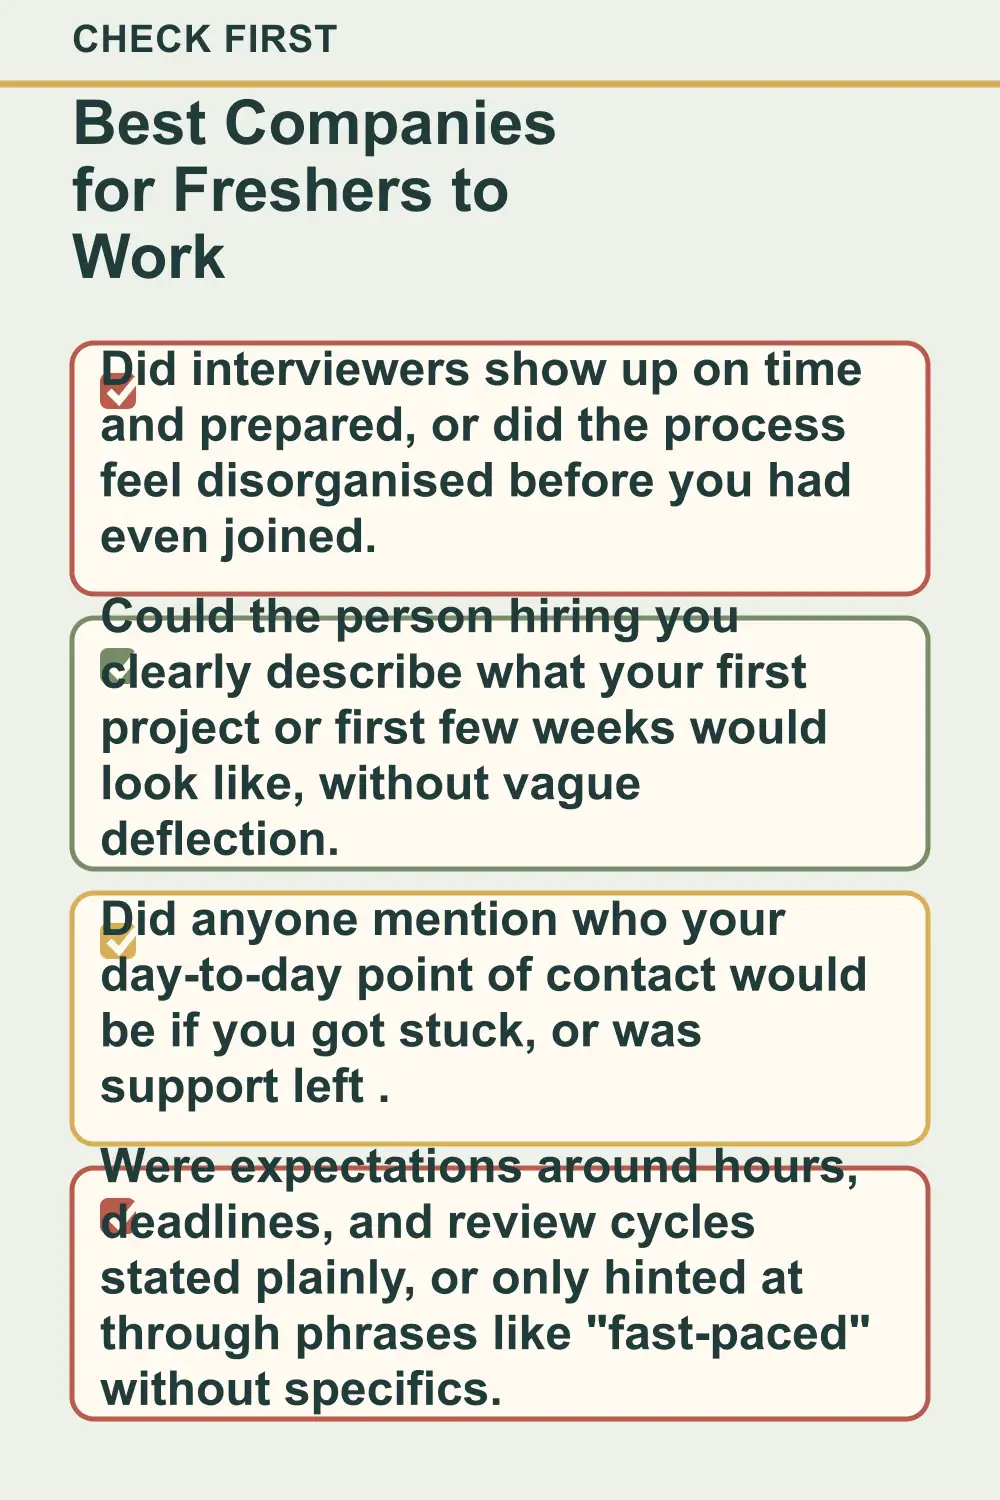 CHECK FIRST
Best Companies
for Freshers to
Work
Did interviewers show up on time
and prepared, or did the process
feel disorganised before you had
even joined.
Could the person hiring you
clearly describe what your first
project or first few weeks would
look like, without vague
deflection.
Did anyone mention who your
day-to-day point of contact would
be if you got stuck, or was
support left .
Were expectations around hours,
deadlines, and review cycles
stated plainly, or only hinted at
through phrases like "fast-paced"
without specifics.